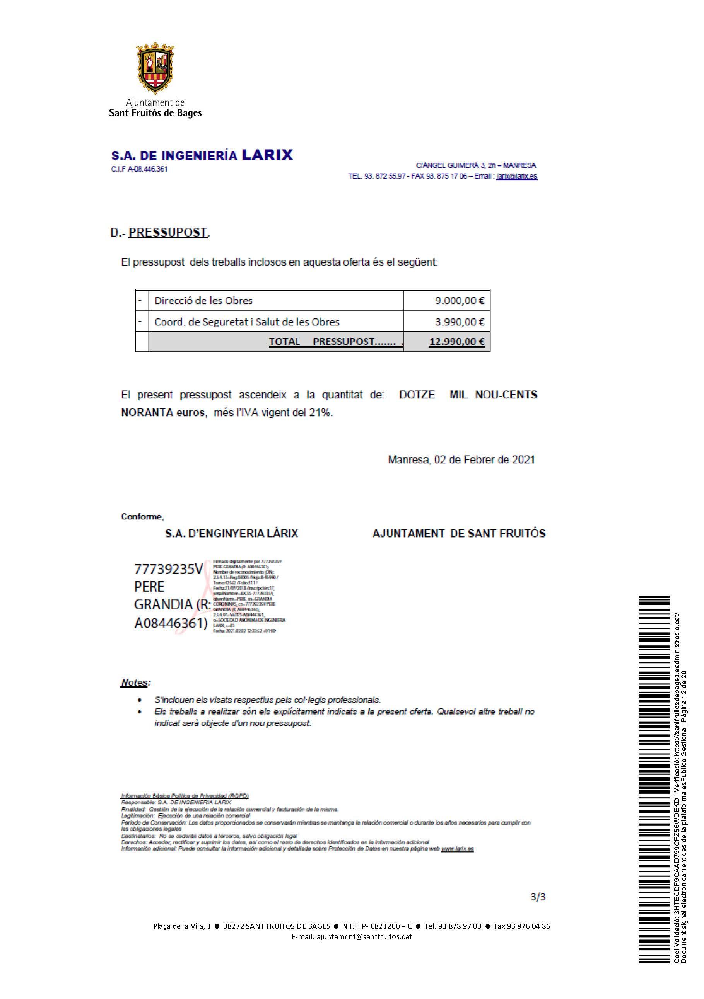 Ajuntament de
Sant Fruitós de Bages
S.A. DE INGENIERÍA LARIX
C.I.F A-08.446.361
C/ÀNGEL GUIMERÀ 3, 2n – MANRESA
TEL. 93. 872 55.97 - FAX 93. 875 17 06 – Email : larix@larix.es
D.- PRESSUPOST.
El pressupost dels treballs inclosos en aquesta oferta és el següent:
- Direcció de les Obres 9.000,00 €
- Coord. de Seguretat i Salut de les Obres 3.990,00 €
TOTAL PRESSUPOST....... . 12.990,00 €
El present pressupost ascendeix a la quantitat de: DOTZE MIL NOU-CENTS
NORANTA euros, més l'IVA vigent del 21%.
Manresa, 02 de Febrer de 2021
Conforme,
S.A. D'ENGINYERIA LÀRIX AJUNTAMENT DE SANT FRUITÓS
77739235V
PERE
GRANDIA (R:
A08446361)
Firmado digitalmente por 77739235V
PERE GRANDIA (R: A08446361)
Nombre de reconocimiento (DN):
Fecha:21/07/2018 /Inscripción:17,
serialNumber=IDCES-77739235V,
givenName=PERE, sn=GRANDIA
COROMINAS, cn=77739235V PERE
GRANDIA (R: A08446361),
2.5.4.97=VATES-A08446361,
o=SOCIEDAD ANONIMA DE INGENIERIA
LARIX, c=ES
Fecha: 2021.02.02 12:33:52 +01'00'
Notes:
• S'inclouen els visats respectius pels col·legis professionals.
• Els treballs a realitzar són els explícitament indicats a la present oferta. Qualsevol altre treball no
indicat serà objecte d'un nou pressupost.
Información Básica Política de Privacidad (RGPD)
Responsable: S.A. DE INGENIERIA LARIX
Finalidad: Gestión de la ejecución de la relación comercial y facturación de la misma.
Legitimación: Ejecución de una relación comercial
Periodo de Conservación: Los datos proporcionados se conservarán mientras se mantenga la relación comercial o durante los años necesarios para cumplir con
las obligaciones legales
Destinatarios: No se cederán datos a terceros, salvo obligación legal
Derechos: Acceder, rectificar y suprimir los datos, así como el resto de derechos identificados en la información adicional
Información adicional: Puede consultar la información adicional y detallada sobre Protección de Datos en nuestra página web www.larix.es
3/3
Plaça de la Vila, 1 ● 08272 SANT FRUITÓS DE BAGES ● N.I.F. P- 0821200 – C ● Tel. 93 878 97 00 ● Fax 93 876 04 86
E-mail: ajuntament@santfruitos.cat
Codi Validació: 3HTECDF9CAAD799CFZ56WDEKD | Verificació: https://santfruitosdebages.eadministracio.cat/
Document signat electrònicament des de la plataforma esPublico Gestiona | Pàgina 12 de 20